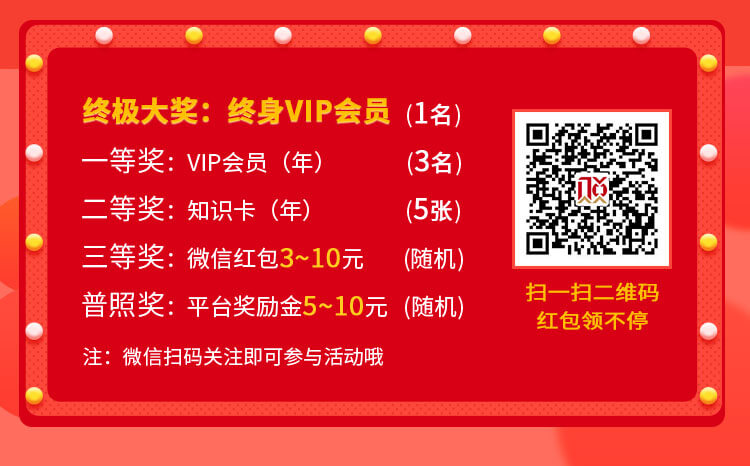 终极大奖：终身VIP会员 (1名)
一等奖：VIP会员（年） (3名)
二等奖：知识卡（年） (5张)
三等奖：微信红包3~10元 (随机)
普照奖：平台奖励金5~10元 (随机)
注：微信扫码关注即可参与活动哦
扫一扫二维码
红包领不停